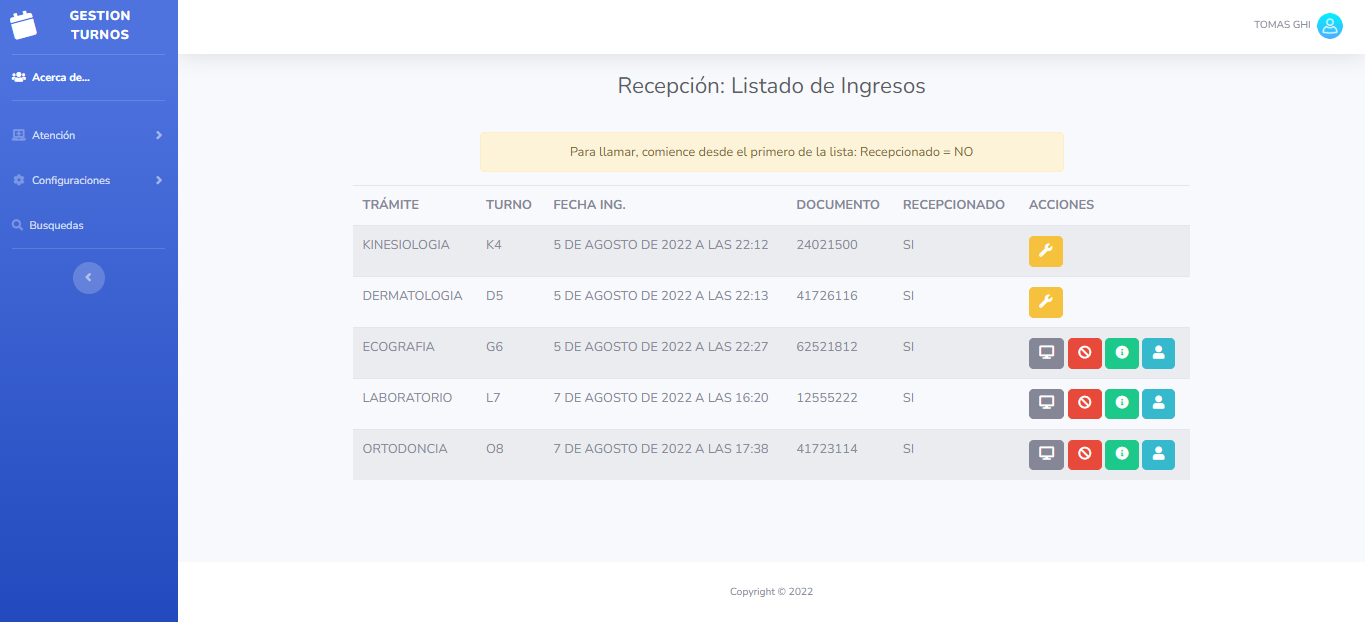 GESTION
TURNOS
TOMAS GHI
Acerca de...
Atención
Configuraciones
Busquedas
Recepción: Listado de Ingresos
Para llamar, comience desde el primero de la lista: Recepcionado = NO
TRÁMITE TURNO FECHA ING. DOCUMENTO RECEPCIONADO ACCIONES
KINESIOLOGIA K4 5 DE AGOSTO DE 2022 A LAS 22:12 24021500 SI
DERMATOLOGIA D5 5 DE AGOSTO DE 2022 A LAS 22:13 41726116 SI
ECOGRAFIA G6 5 DE AGOSTO DE 2022 A LAS 22:27 62521812 SI
LABORATORIO L7 7 DE AGOSTO DE 2022 A LAS 16:20 12555222 SI
ORTODONCIA O8 7 DE AGOSTO DE 2022 A LAS 17:38 41723114 SI
Copyright © 2022